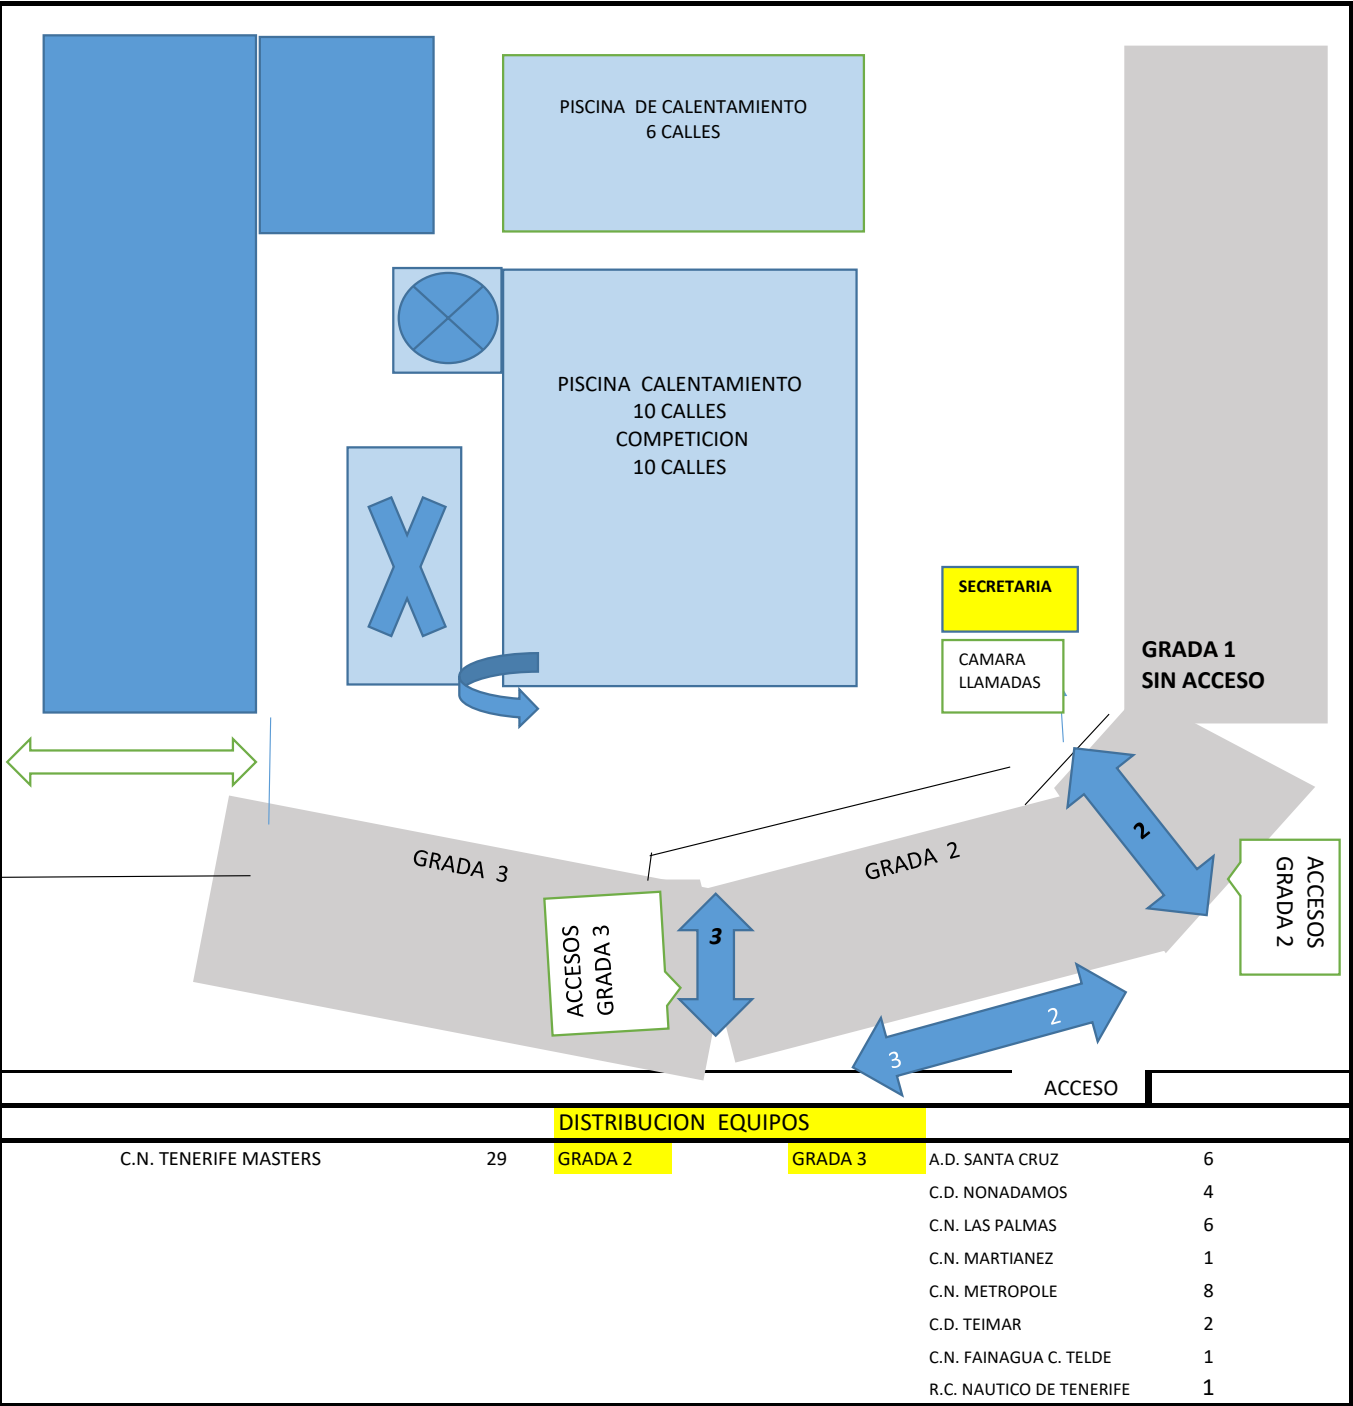 PISCINA DE CALENTAMIENTO
6 CALLES
PISCINA CALENTAMIENTO
10 CALLES
COMPETICION
10 CALLES
SECRETARIA
CAMARA
LLAMADAS
GRADA 1
SIN ACCESO
GRADA 3
GRADA 2
2
ACCESOS
GRADA 2
ACCESOS
GRADA 3
3
2
3
ACCESO
DISTRIBUCION EQUIPOS
C.N. TENERIFE MASTERS 29 GRADA 2 GRADA 3 A.D. SANTA CRUZ 6
C.D. NONADAMOS 4
C.N. LAS PALMAS 6
C.N. MARTIANEZ 1
C.N. METROPOLE 8
C.D. TEIMAR 2
C.N. FAINAGUA C. TELDE 1
R.C. NAUTICO DE TENERIFE 1